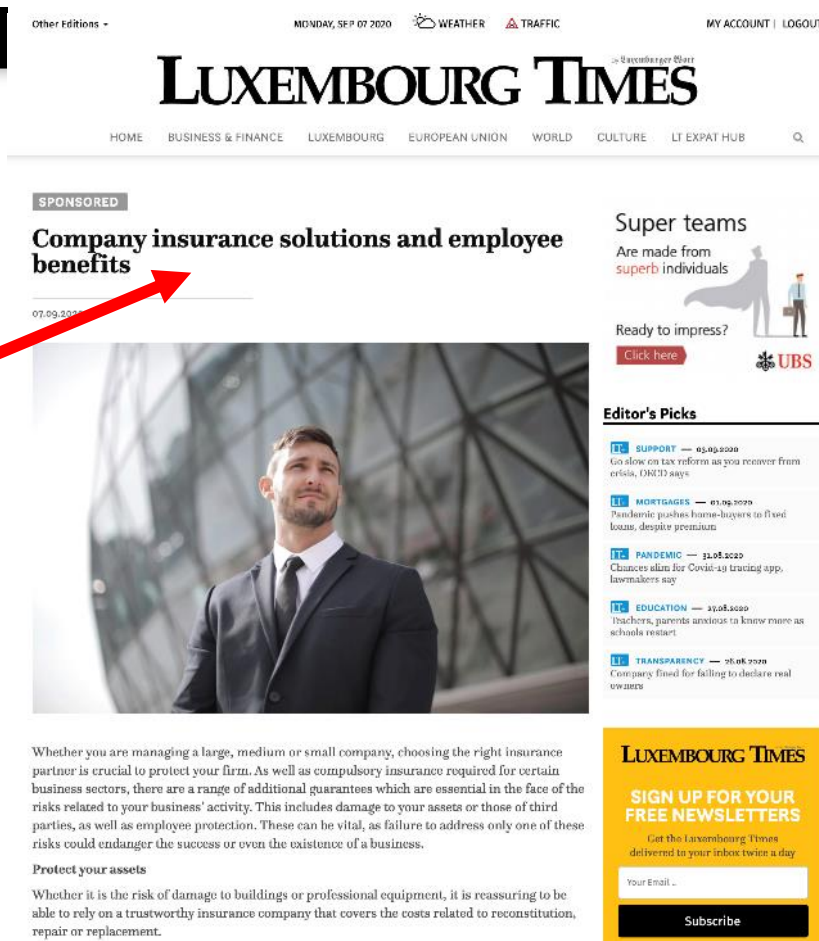 Other Editions
MONDAY, SEP 07 2020
WEATHER
TRAFFIC
MY ACCOUNT | LOGOUT
by Luxemburger Wort
LUXEMBOURG TIMES
HOME
BUSINESS & FINANCE
LUXEMBOURG
EUROPEAN UNION
WORLD
CULTURE
LT EXPAT HUB
SPONSORED
Company insurance solutions and employee
benefits
07.09.2020
Whether you are managing a large, medium or small company, choosing the right insurance
partner is crucial to protect your firm. As well as compulsory insurance required for certain
business sectors, there are a range of additional guarantees which are essential in the face of the
risks related to your business' activity. This includes damage to your assets or those of third
parties, as well as employee protection. These can be vital, as failure to address only one of these
risks could endanger the success or even the existence of a business.
Protect your assets
Whether it is the risk of damage to buildings or professional equipment, it is reassuring to be
able to rely on a trustworthy insurance company that covers the costs related to reconstitution,
repair or replacement.
Super teams
Are made from
superb individuals
Ready to impress?
Click here
UBS
Editor's Picks
LT SUPPORT — 03.09.2020
Go slow on tax reform as you recover from
crisis, OECD says
LT MORTGAGES — 01.09.2020
Pandemic pushes home-buyers to fixed
loans, despite premium
LT PANDEMIC — 31.08.2020
Chances slim for Covid-19 tracing app,
lawmakers say
LT EDUCATION — 27.08.2020
Teachers, parents anxious to know more as
schools restart
LT TRANSPARENCY — 26.08.2020
Company fined for failing to declare real
owners
LUXEMBOURG TIMES
SIGN UP FOR YOUR
FREE NEWSLETTERS
Get the Luxembourg Times
delivered to your inbox twice a day
Your Email ..
Subscribe